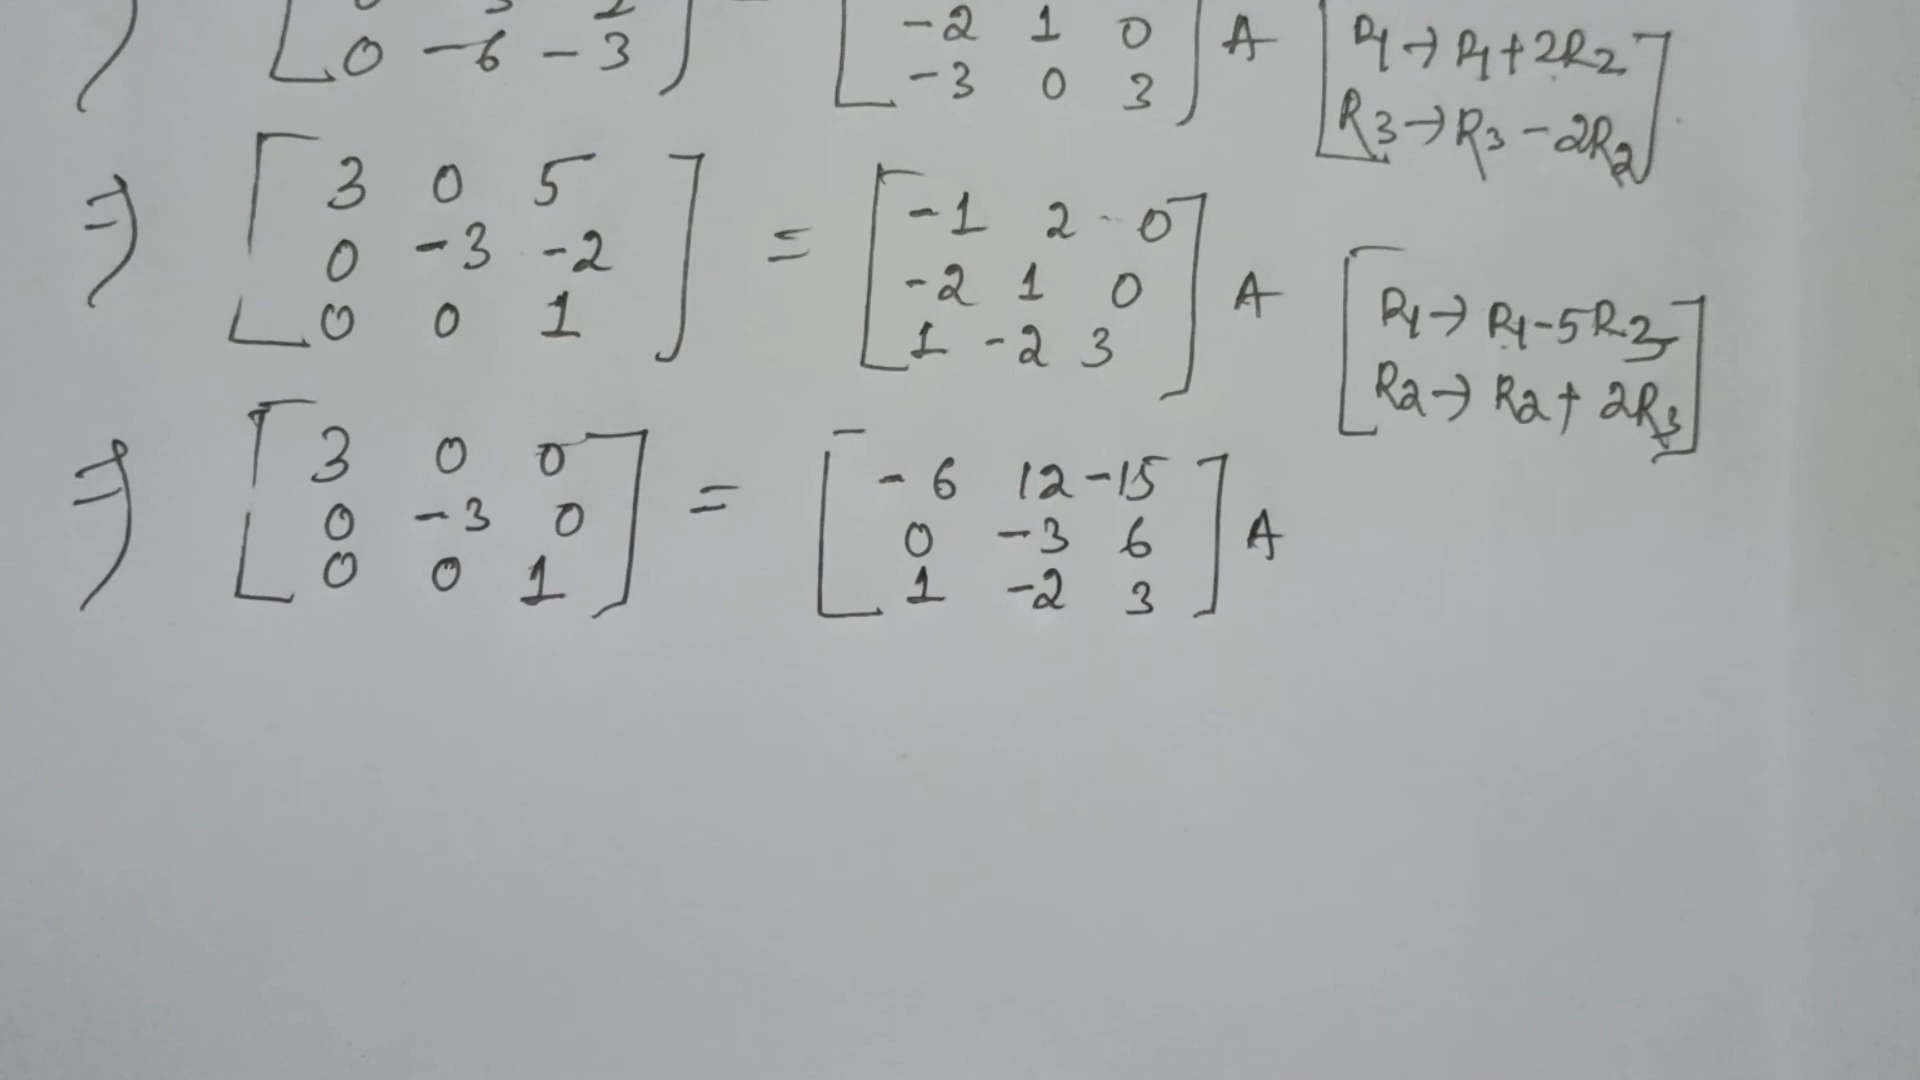 0 -6 -3
-2 1 0 A R1 → R1+2R2
-3 0 3 R3 → R3-2R2
⇒ [3 0 5 = [-1 2 0
0 -3 -2 -2 1 0 A R1 → R1-5R3
0 0 1] 1 -2 3] R2 → R2+2R3
⇒ [3 0 0 = [-6 12 -15
0 -3 0 0 -3 6 A
0 0 1] 1 -2 3]